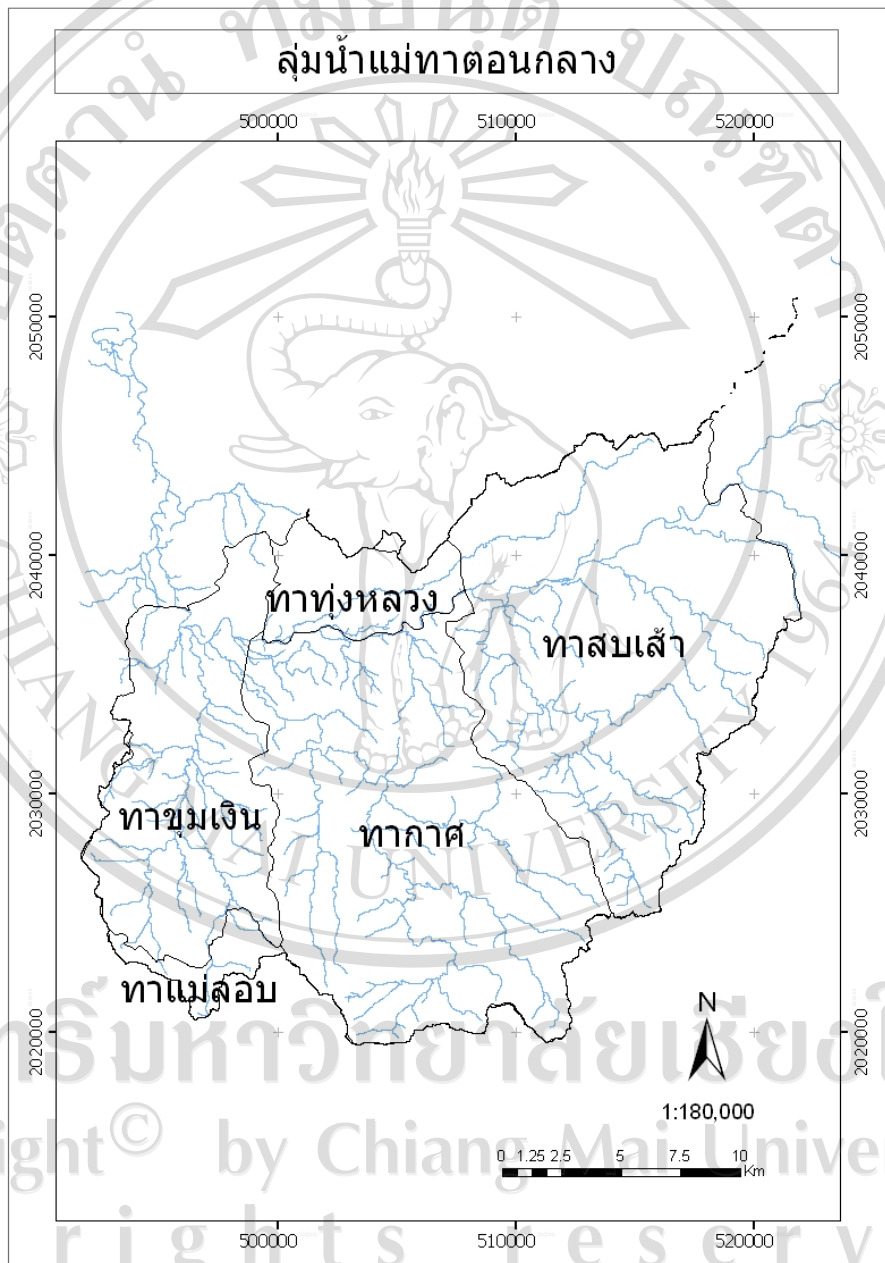 ลุ่มน้ำแม่ทาตอนกลาง
500000 510000 520000
2050000 2050000
2040000 2040000
ทาทุ่งหลวง
ทาสบเส้า
2030000 2030000
ทาขุมเงิน
ทากาศ
ทาแม่ลอบ
2020000 2020000
N
1:180,000
0 1.25 2.5 5 7.5 10
Km
500000 510000 520000
CHIANG MAI UNIVERSITY 1964
by Chiang Mai